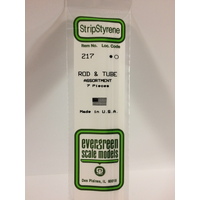 StripStyrene
Item No. Loc. Code
217
ROD & TUBE
ASSORTMENT
7 Pieces
Made in U.S.A.
evergreen
scale models
Des Plaines, IL 60018